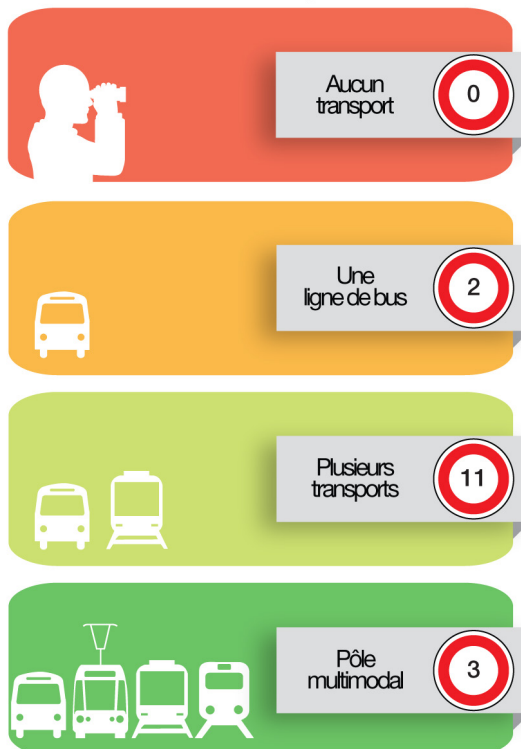 Aucun
transport
0
Une
ligne de bus
2
Plusieurs
transports
11
Pôle
multimodal
3